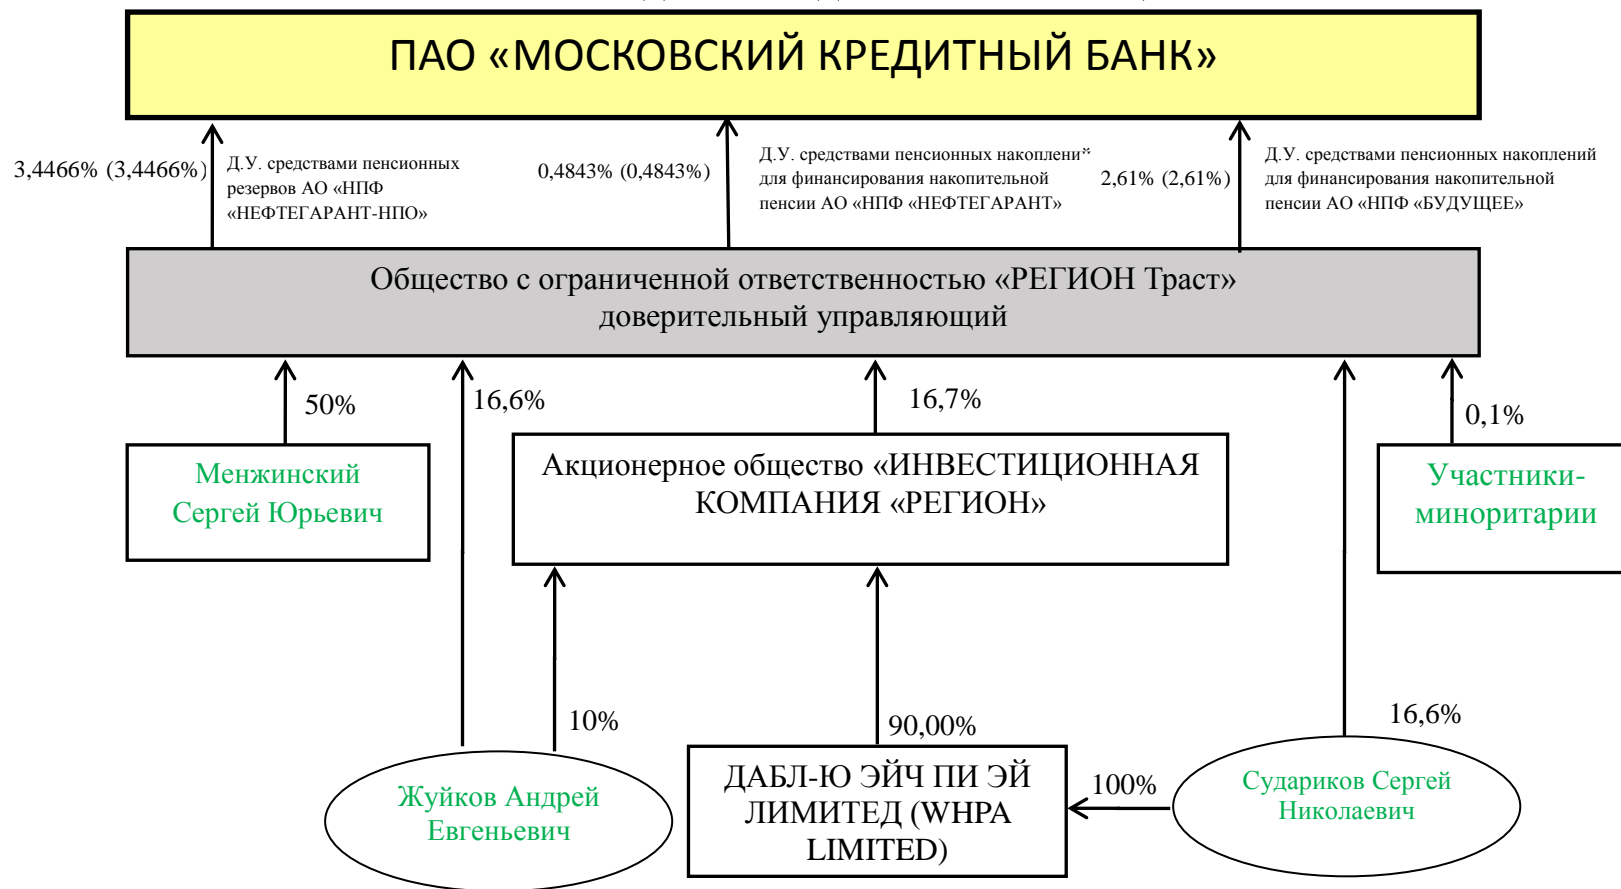 ПАО «МОСКОВСКИЙ КРЕДИТНЫЙ БАНК»
3,4466% (3,4466%)
Д.У. средствами пенсионных
резервов АО «НПФ
«НЕФТЕГАРАНТ-НПО»
0,4843% (0,4843%)
Д.У. средствами пенсионных
для финансирования накопительной
пенсии АО «НПФ «НЕФТЕГАРАНТ»
2,61% (2,61%)
Д.У. средствами пенсионных накоплений
для финансирования накопительной
пенсии АО «НПФ «БУДУЩЕЕ»
Общество с ограниченной ответственностью «РЕГИОН Траст»
доверительный управляющий
50%
16,6%
16,7%
0,1%
Менжинский
Сергей Юрьевич
Акционерное общество «ИНВЕСТИЦИОННАЯ
КОМПАНИЯ «РЕГИОН»
Участники-
миноритарии
10%
90,00%
16,6%
Жуйков Андрей
Евгеньевич
ДАБЛ-Ю ЭЙЧ ПИ ЭЙ
ЛИМИТЕД (WHPA
LIMITED)
100%
Судариков Сергей
Николаевич